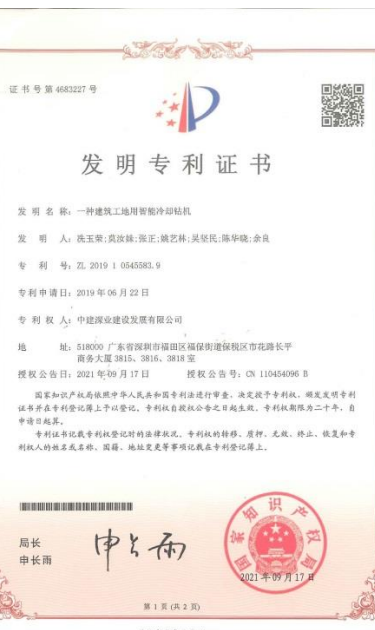 证书号第4683227号
发明专利证书
发 明 名 称：一种建筑工地用智能冷却钻机
发 明 人：冼玉荣;莫汝妹;张正;姚艺林;吴坚民;陈华晓;余良
专 利 号：ZL 2019 1 0545583.9
专利申请日：2019年06月22日
专 利 权 人：中建深业建设发展有限公司
地 址：518000 广东省深圳市福田区福保街道保税区市花路长平
商务大厦 3815、3816、3818 室
授权公告日：2021年09月17日 授权公告号：CN 110454096 B
国家知识产权局依照中华人民共和国专利法进行审查，决定授予专利权，颁发发明专利
证书并在专利登记簿上予以登记。专利权自授权公告之日起生效。专利权期限为二十年，自
申请日起算。
专利证书记载专利权登记时的法律状况。专利权的转移、质押、无效、终止、恢复和专
利权人的姓名或名称、国籍、地址变更等事项记载在专利登记簿上。
局长
申长雨
申长雨
国家知识产权局
2021年09月17日
第 1 页 (共 2 页)